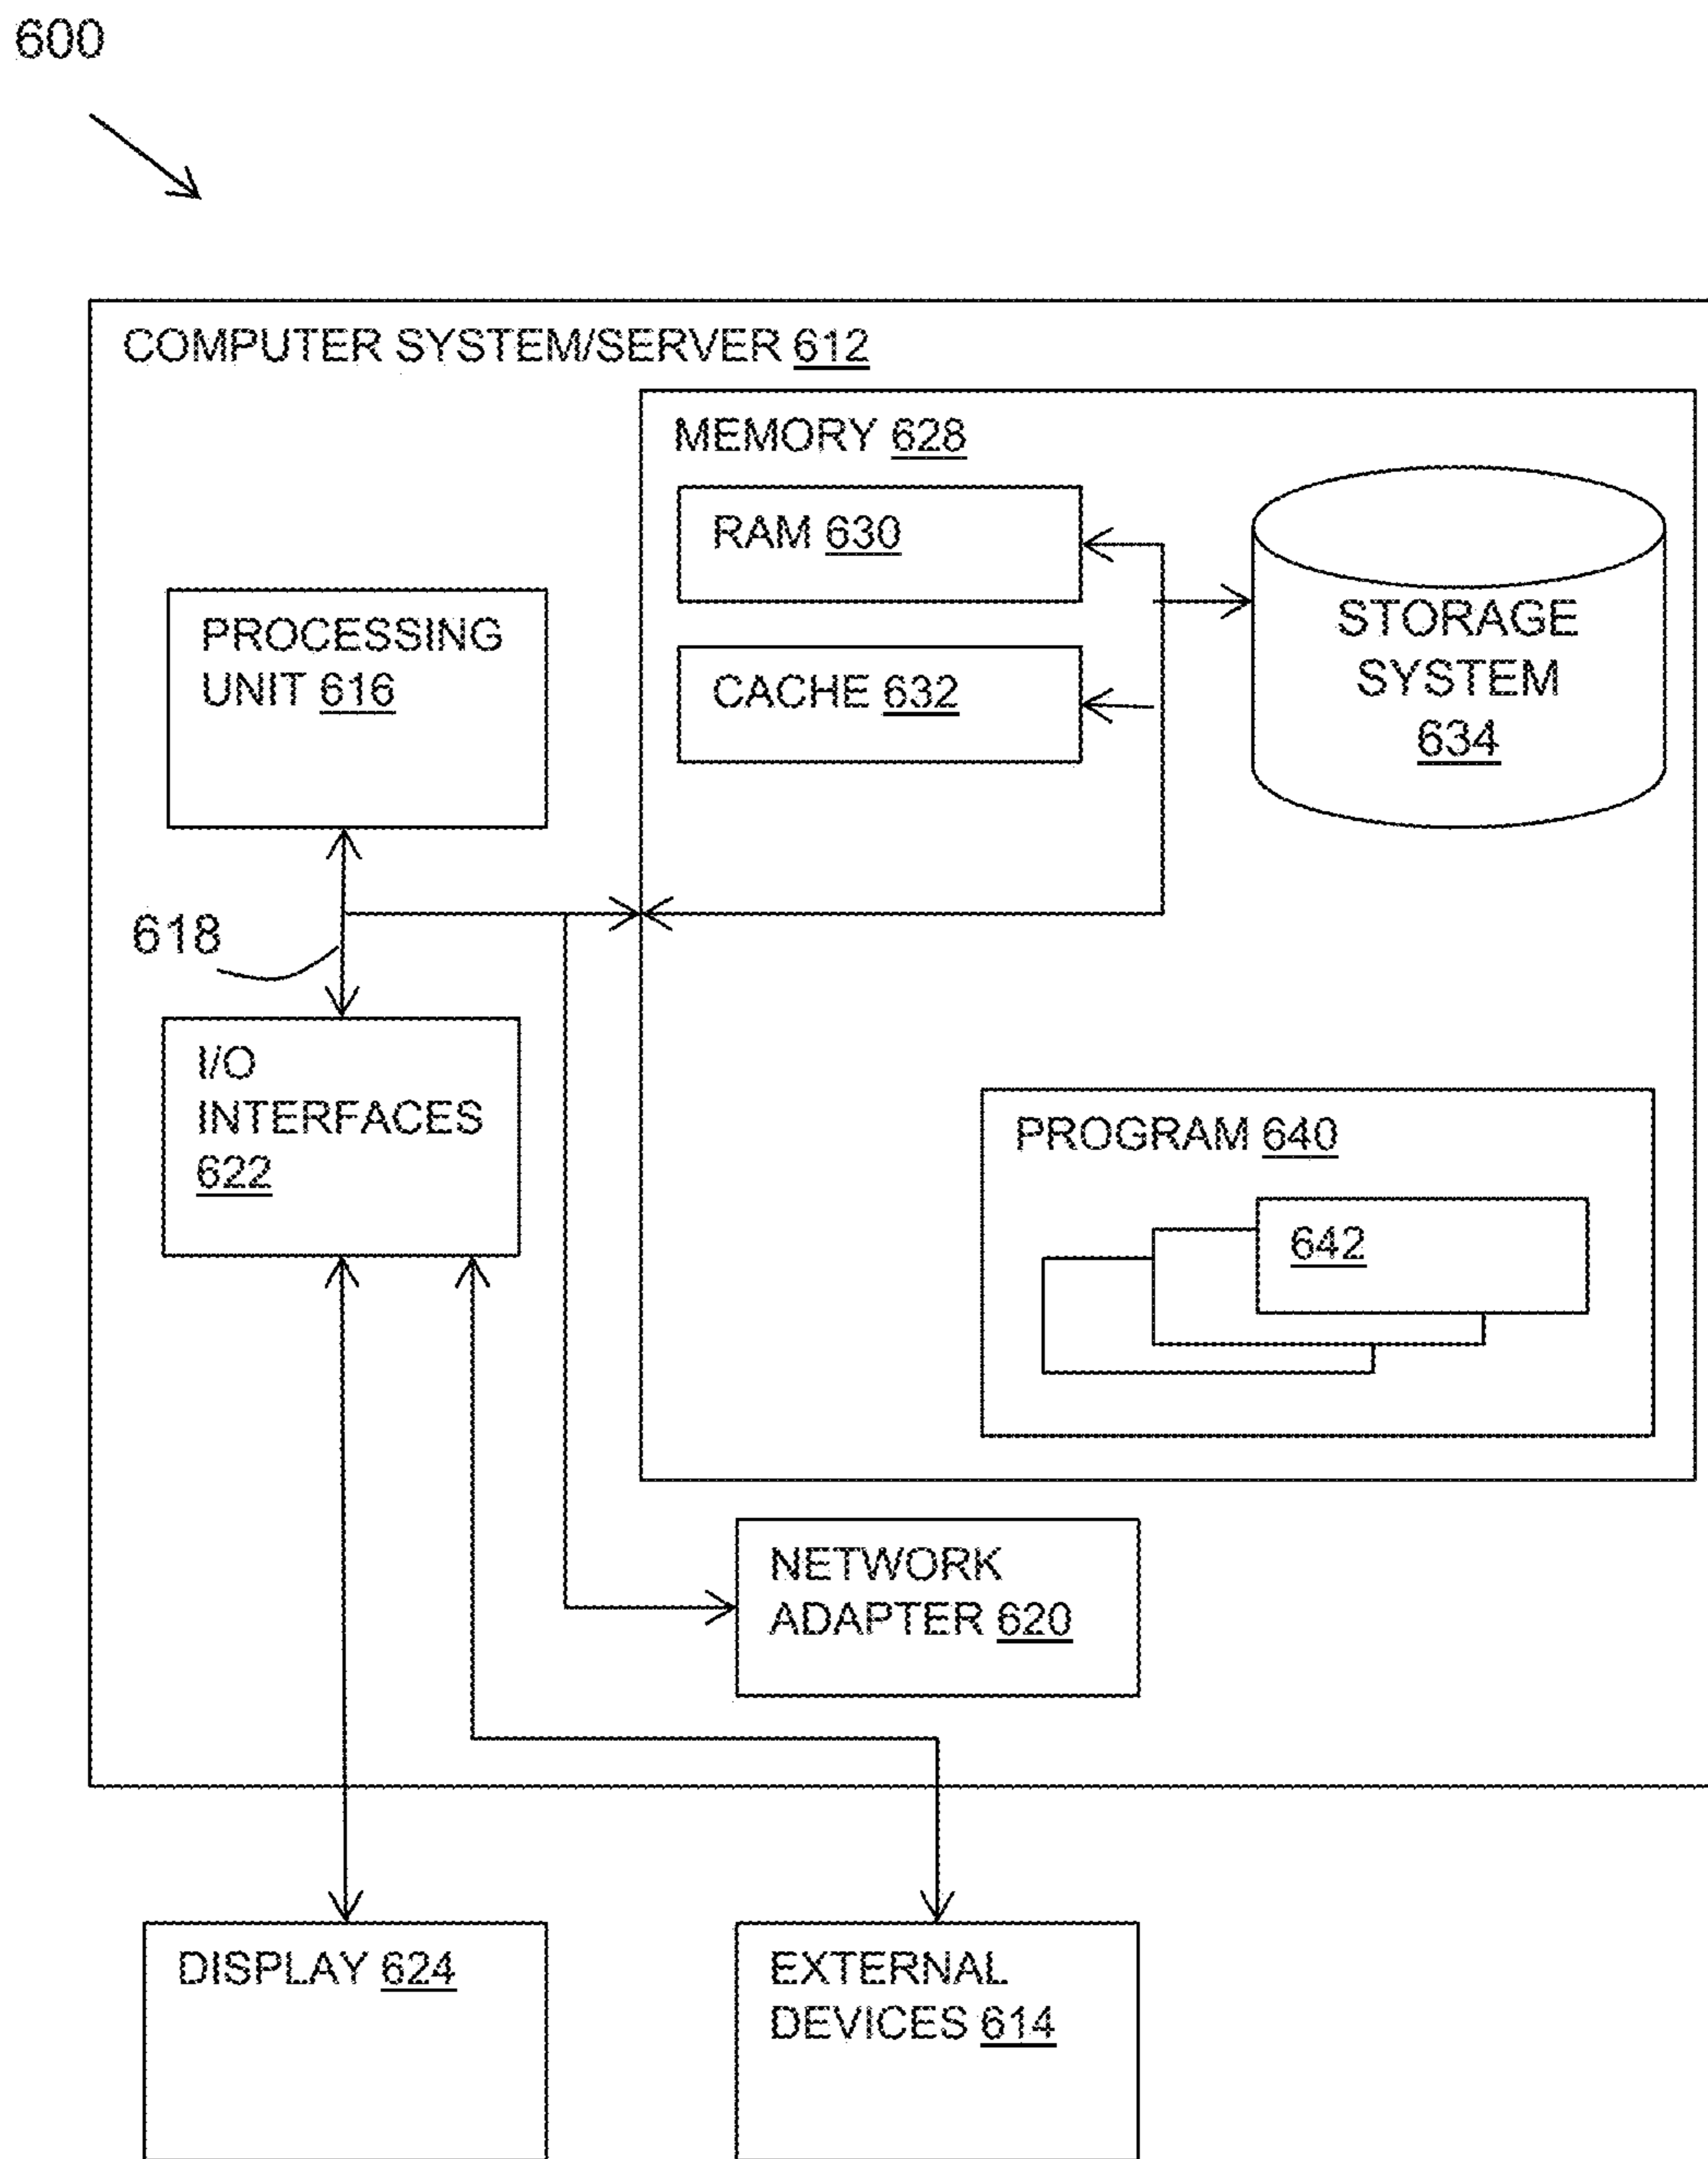 600
COMPUTER SYSTEM/SERVER 612
MEMORY 628
RAM 630
CACHE 632
STORAGE
SYSTEM
634
PROCESSING
UNIT 616
618
I/O
INTERFACES
622
PROGRAM 640
642
NETWORK
ADAPTER 620
DISPLAY 624
EXTERNAL
DEVICES 614